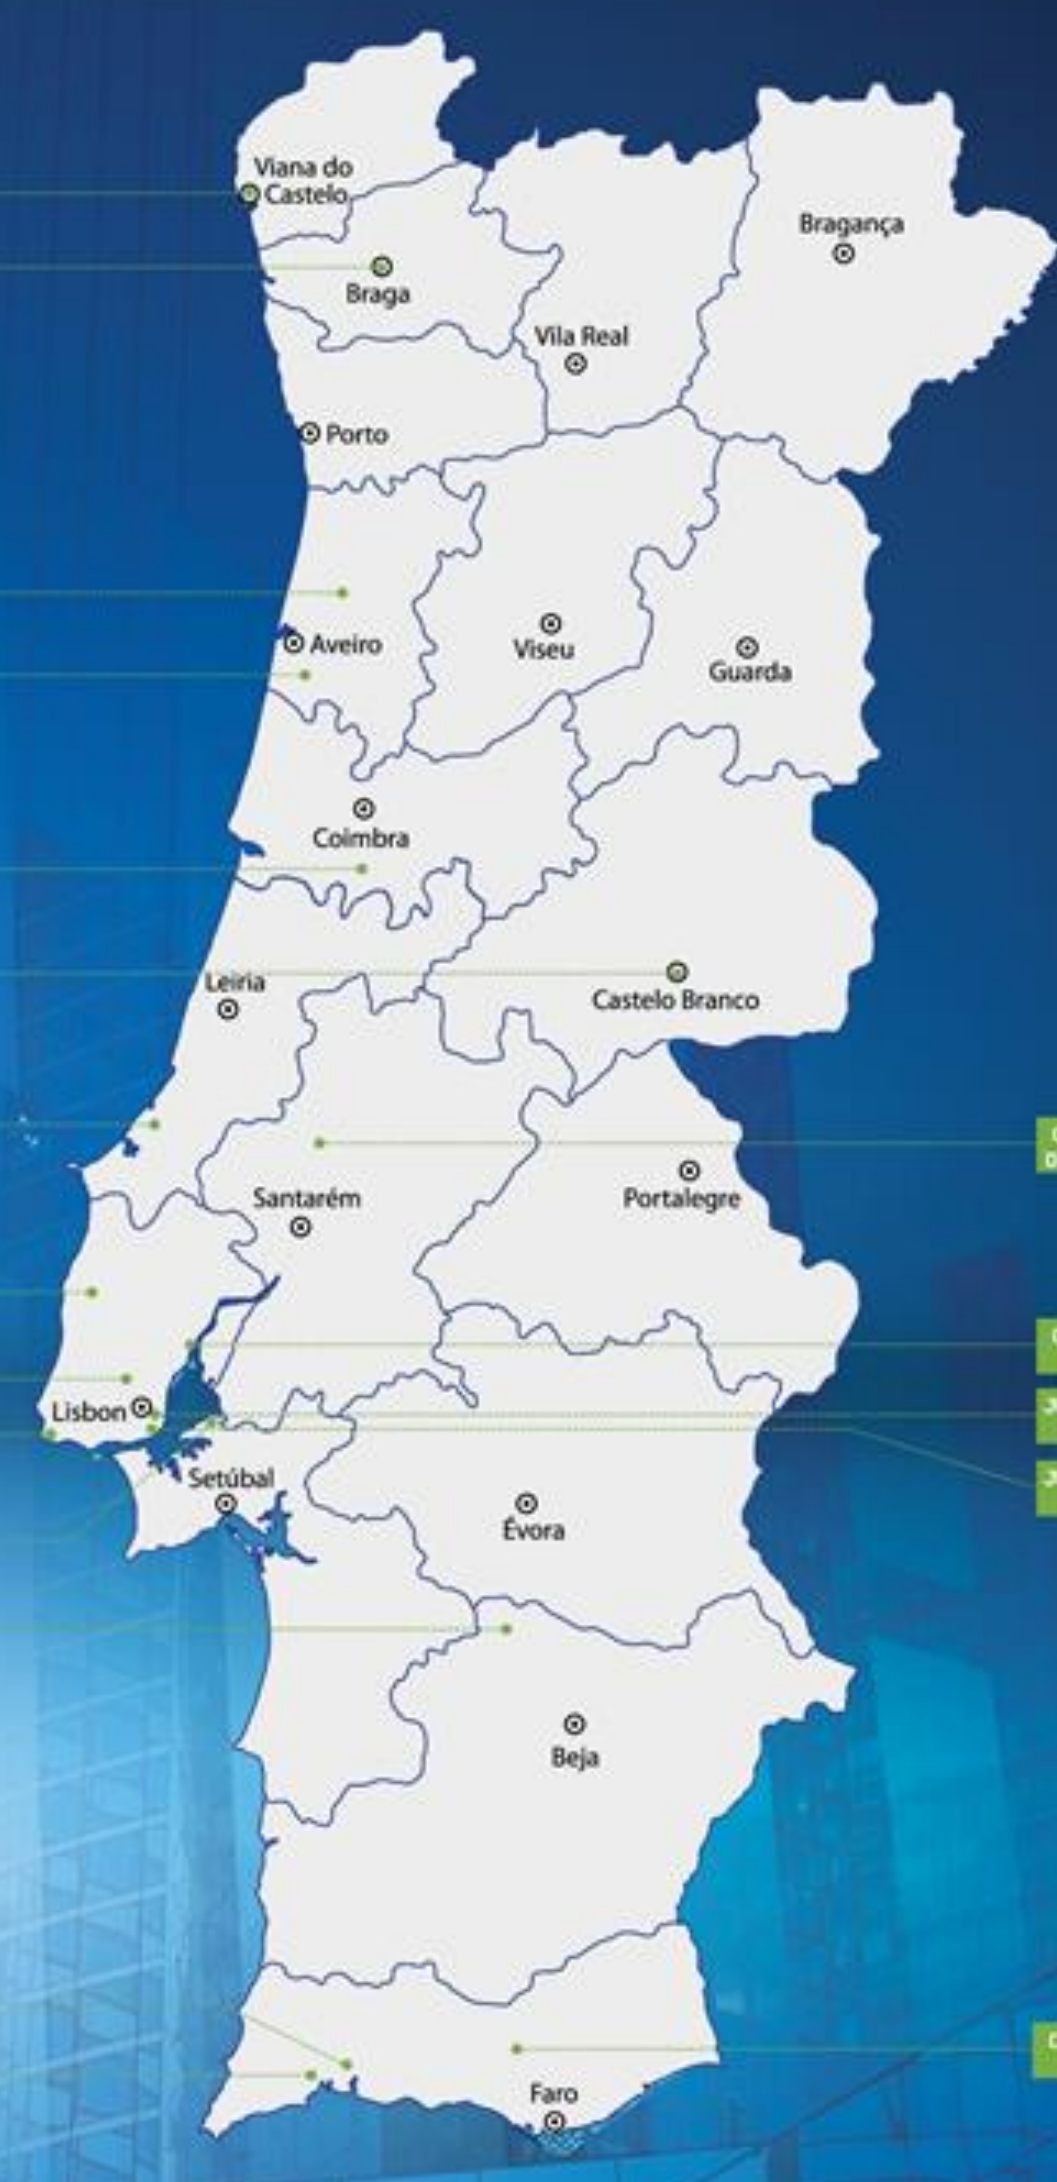 Viana do
Castelo
Bragança
Braga
Vila Real
Porto
Aveiro
Viseu
Guarda
Coimbra
Leiria
Castelo Branco
Portalegre
Santarém
Lisbon
Setúbal
Évora
Beja
Faro